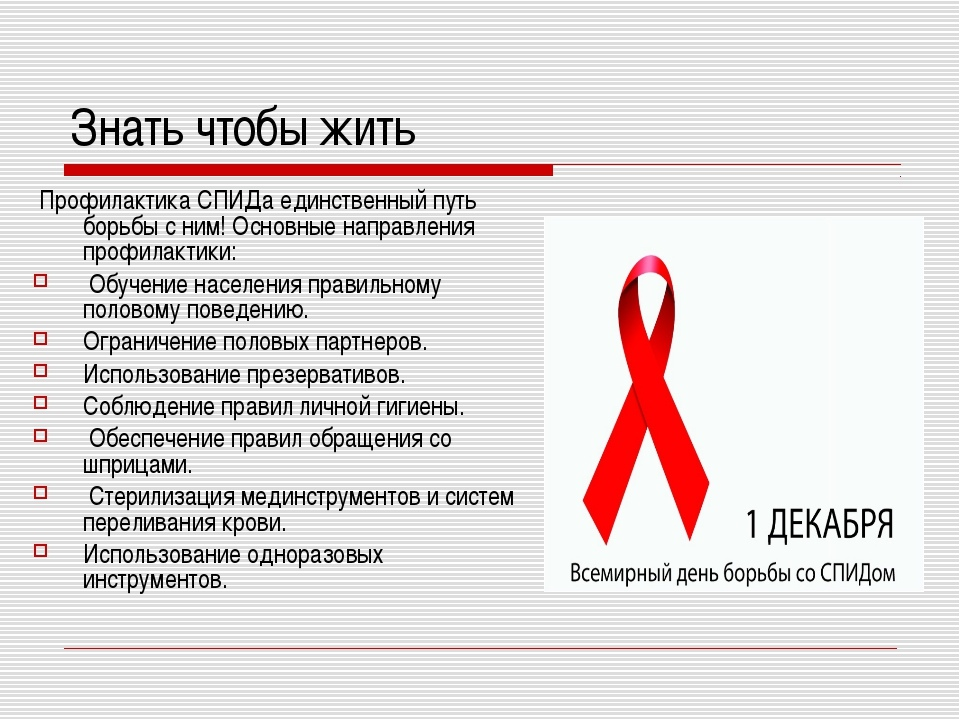 Знать чтобы жить
Профилактика СПИДа единственный путь
борьбы с ним! Основные направления
профилактики:
Обучение населения правильному
половому поведению.
Ограничение половых партнеров.
Использование презервативов.
Соблюдение правил личной гигиены.
Обеспечение правил обращения со
шприцами.
Стерилизация мединструментов и систем
переливания крови.
Использование одноразовых
инструментов.
1 ДЕКАБРЯ
Всемирный день борьбы со СПИДом